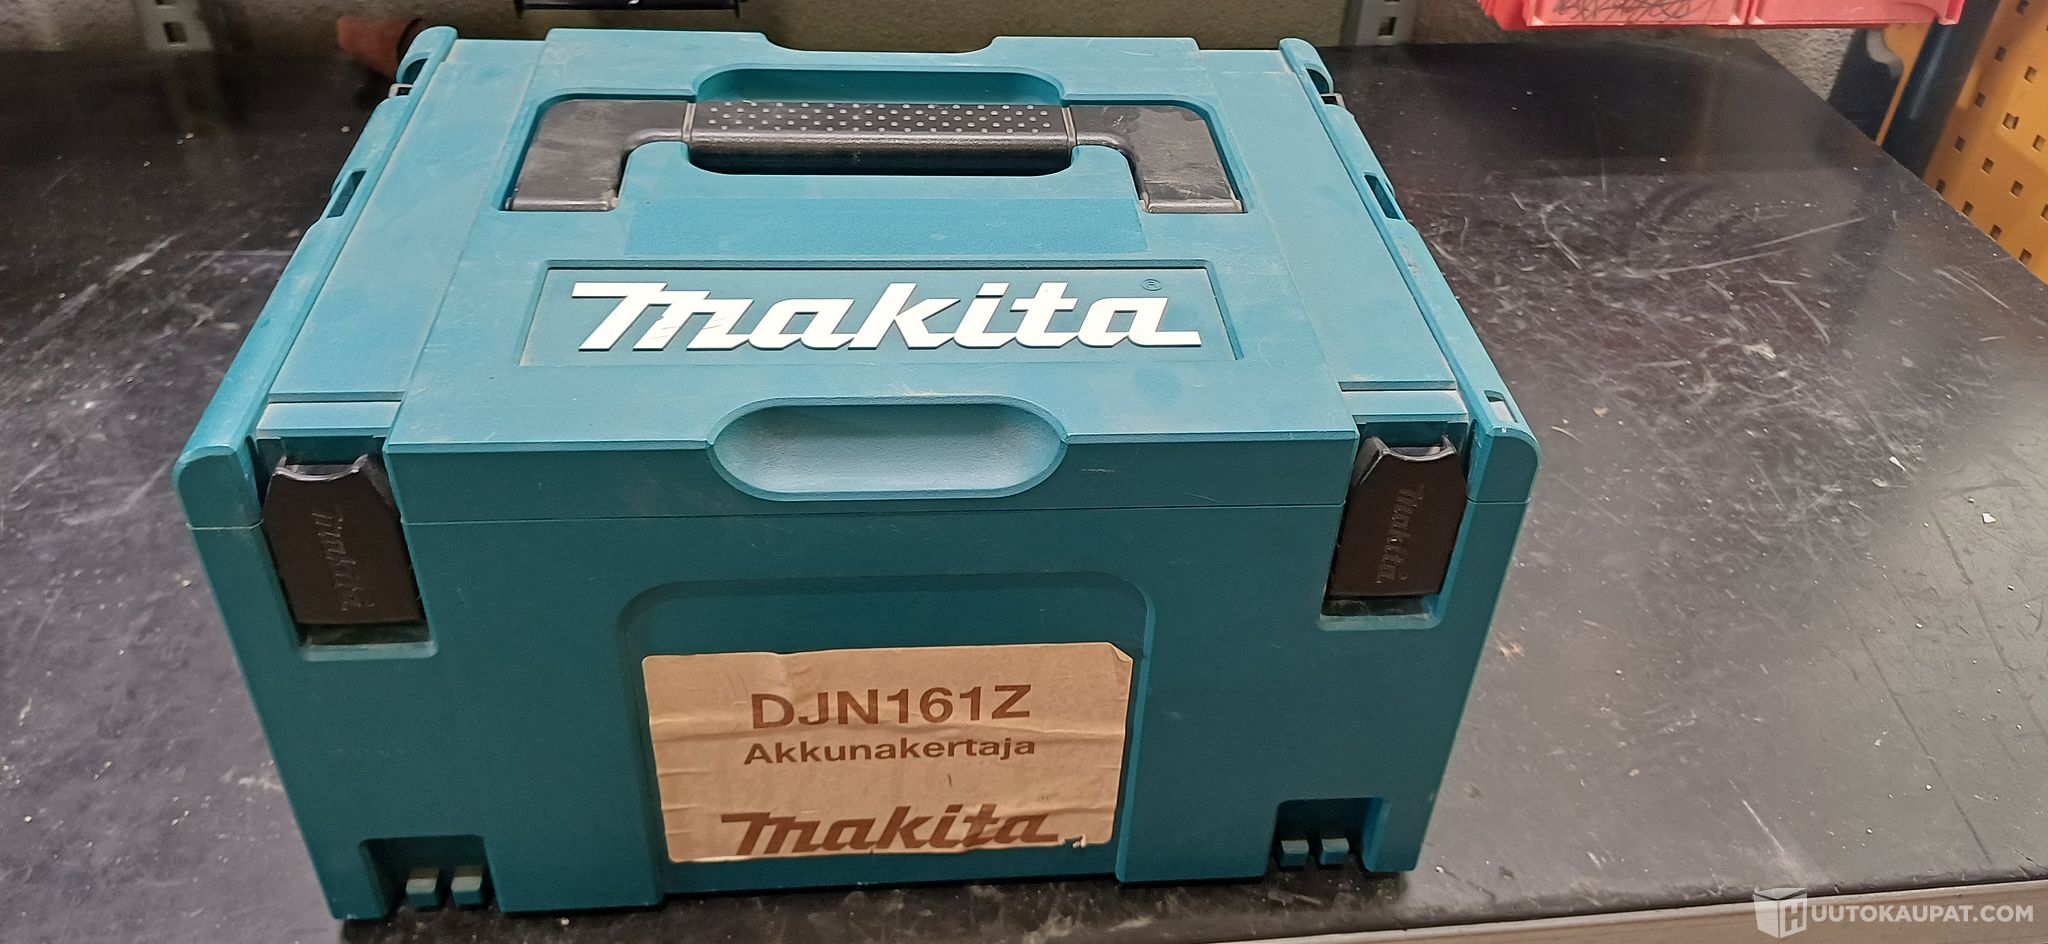 Makita®
Makita
Makita
DJN161Z
Akkunakertaja
Makita
HUUTOKAUPAT.COM